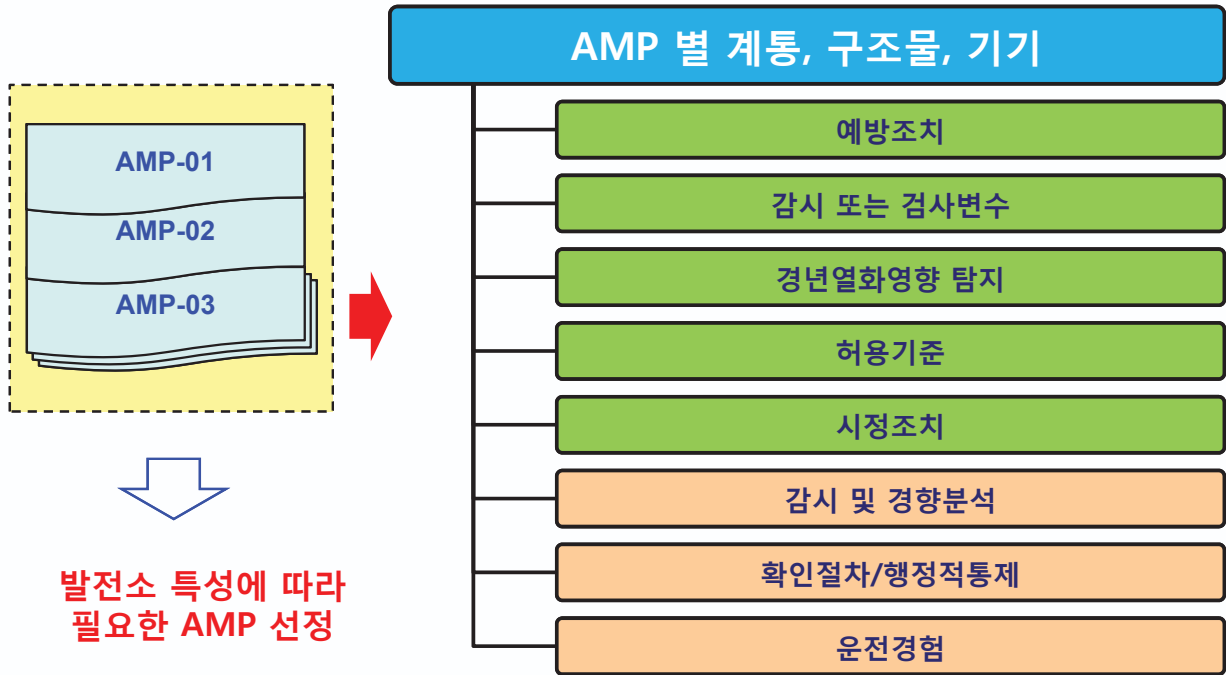 AMP 별 계통, 구조물, 기기
AMP-01
AMP-02
AMP-03
발전소 특성에 따라
필요한 AMP 선정
예방조치
감시 또는 검사변수
경년열화영향 탐지
허용기준
시정조치
감시 및 경향분석
확인절차/행정적통제
운전경험